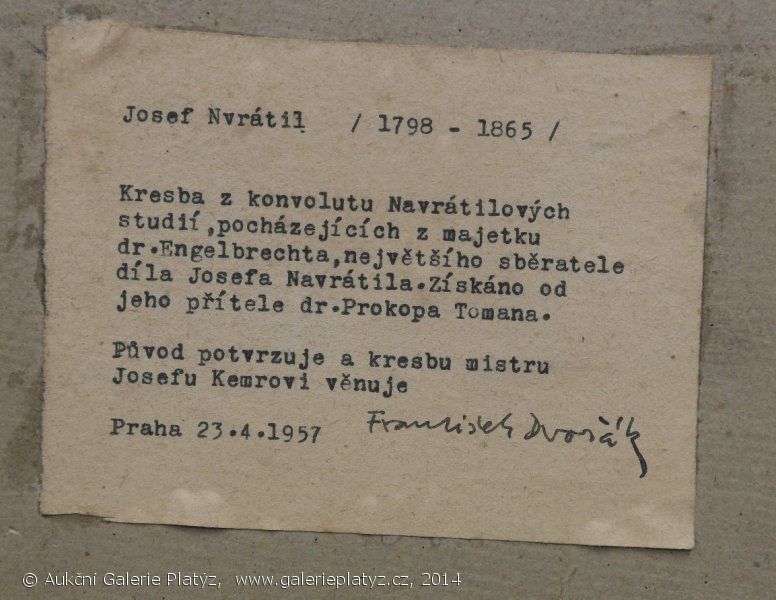 Josef Nvrátil / 1798 - 1865 /
Kresba z konvolutu Navrátilových
studií,pocházejících z majetku
dr.Engelbrechta,největšího sběratele
díla Josefa Navrátila.Získáno od
jeho přítele dr.Prokopa Tomana.
Původ potvrzuje a kresbu mistru
Josefu Kemrovi věnuje
Praha 23.4.1957 František Dvořák
© Aukční Galerie Platýz, www.galerieplatyz.cz, 2014